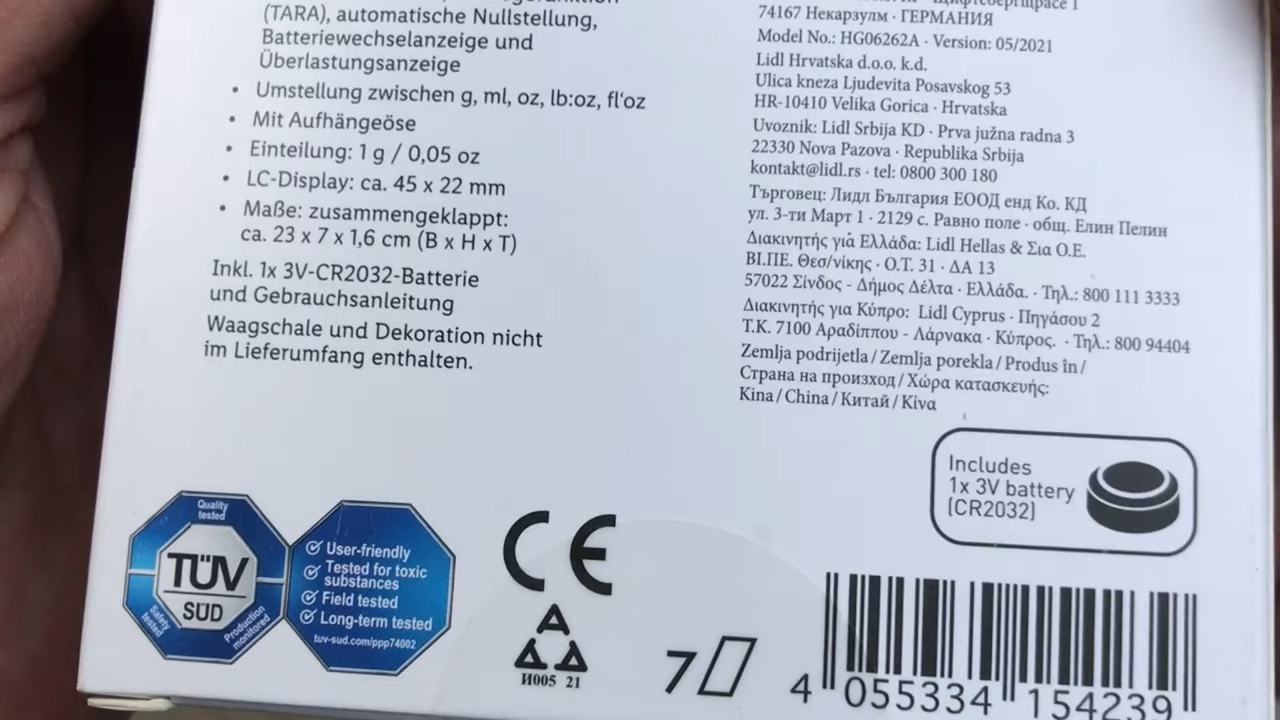 (TARA), automatische Nullstellung,
Batteriewechselanzeige und
Überlastungsanzeige
• Umstellung zwischen g, ml, oz, lb:oz, fl'oz
• Mit Aufhängeöse
• Einteilung: 1 g / 0,05 oz
• LC-Display: ca. 45 x 22 mm
• Maße: zusammengeklappt:
ca. 23 x 7 x 1,6 cm (B x H x T)
Inkl. 1x 3V-CR2032-Batterie
und Gebrauchsanleitung
Waagschale und Dekoration nicht
im Lieferumfang enthalten.
74167 Некарзулм · ГЕРМАНИЯ
Model No.: HG06262A · Version: 05/2021
Lidl Hrvatska d.o.o. k.d.
Ulica kneza Ljudevita Posavskog 53
HR-10410 Velika Gorica · Hrvatska
Uvoznik: Lidl Srbija KD · Prva južna radna 3
22330 Nova Pazova · Republika Srbija
kontakt@lidl.rs · tel: 0800 300 180
Търговец: Лидл България ЕООД енд Ко. КД
ул. 3-ти Март 1 · 2129 с. Равно поле · общ. Елин Пелин
Διακινητής γιά Ελλάδα: Lidl Hellas & Σια Ο.Ε.
ΒΙ.ΠΕ. Θεσ/νίκης · Ο.Τ. 31 · ΔΑ 13
57022 Σίνδος - Δήμος Δέλτα · Ελλάδα. · Τηλ.: 800 111 3333
Διακινητής για Κύπρο: Lidl Cyprus · Πηγάσου 2
Τ.Κ. 7100 Αραδίππου - Λάρνακα · Κύπρος. · Τηλ.: 800 94404
Zemlja podrijetla / Zemlja porekla / Produs în /
Страна на произход / Χώρα κατασκευής:
Kina / China / Китай / Κίνα
Includes
1x 3V battery
(CR2032)
Quality
tested
TÜV
SÜD
Safety
tested
Production
monitored
User-friendly
Tested for toxic
substances
Field tested
Long-term tested
tuv-sud.com/ppp74002
CE
A
A A
И005 21
7
4 055334 154239